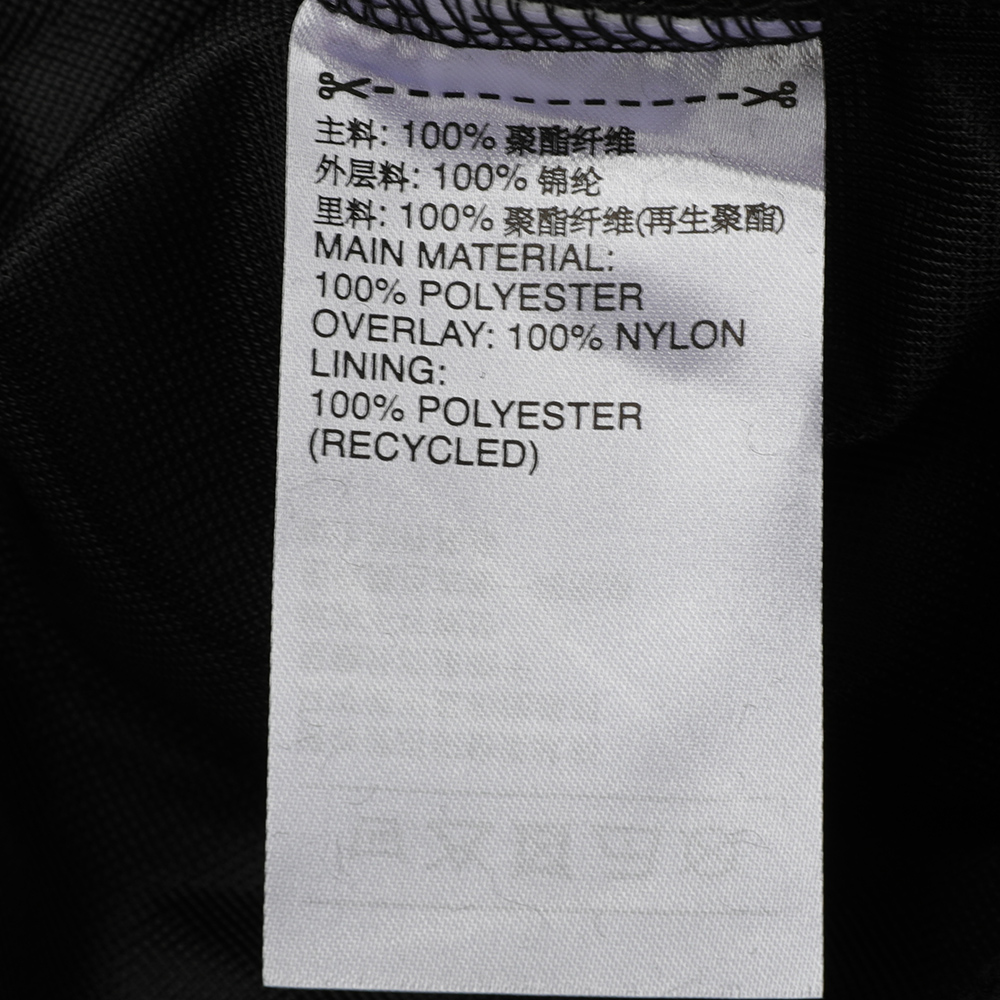 主料: 100% 聚酯纤维
外层料: 100% 锦纶
里料: 100% 聚酯纤维(再生聚酯)
MAIN MATERIAL:
100% POLYESTER
OVERLAY: 100% NYLON
LINING:
100% POLYESTER
(RECYCLED)